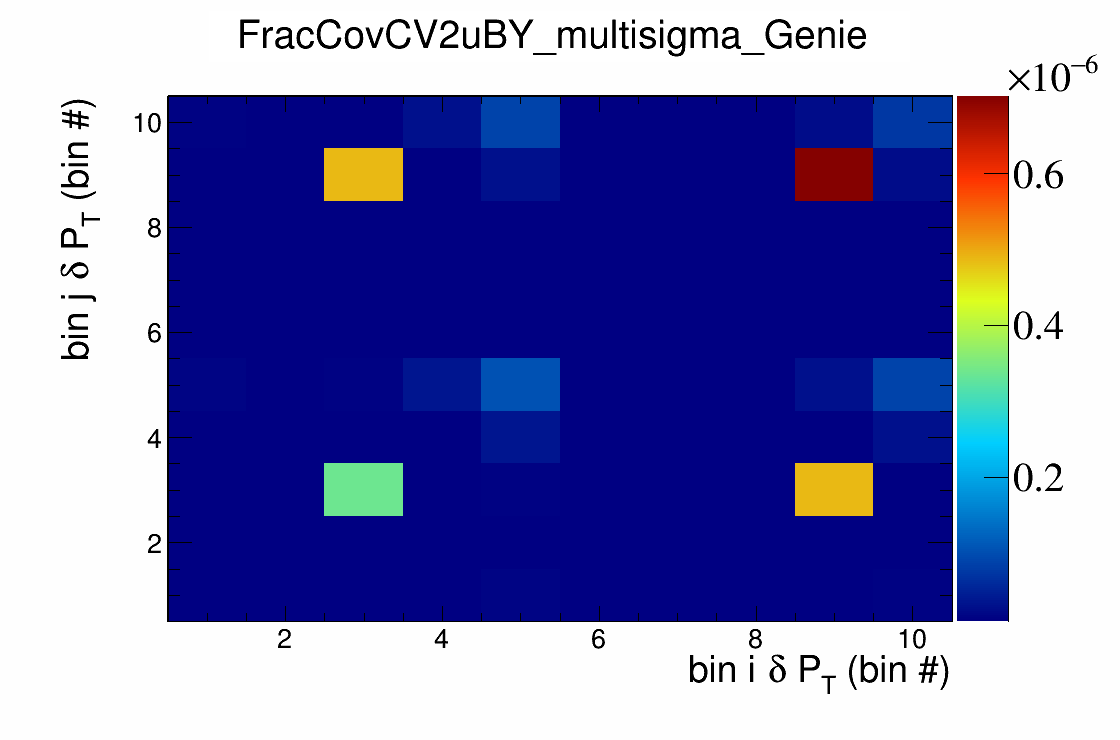 FracCovCV2uBY_multisigma_Genie
×10⁻⁶
bin j δ P_T (bin #)
10
8
6
4
2
0.6
0.4
0.2
2 4 6 8 10
bin i δ P_T (bin #)